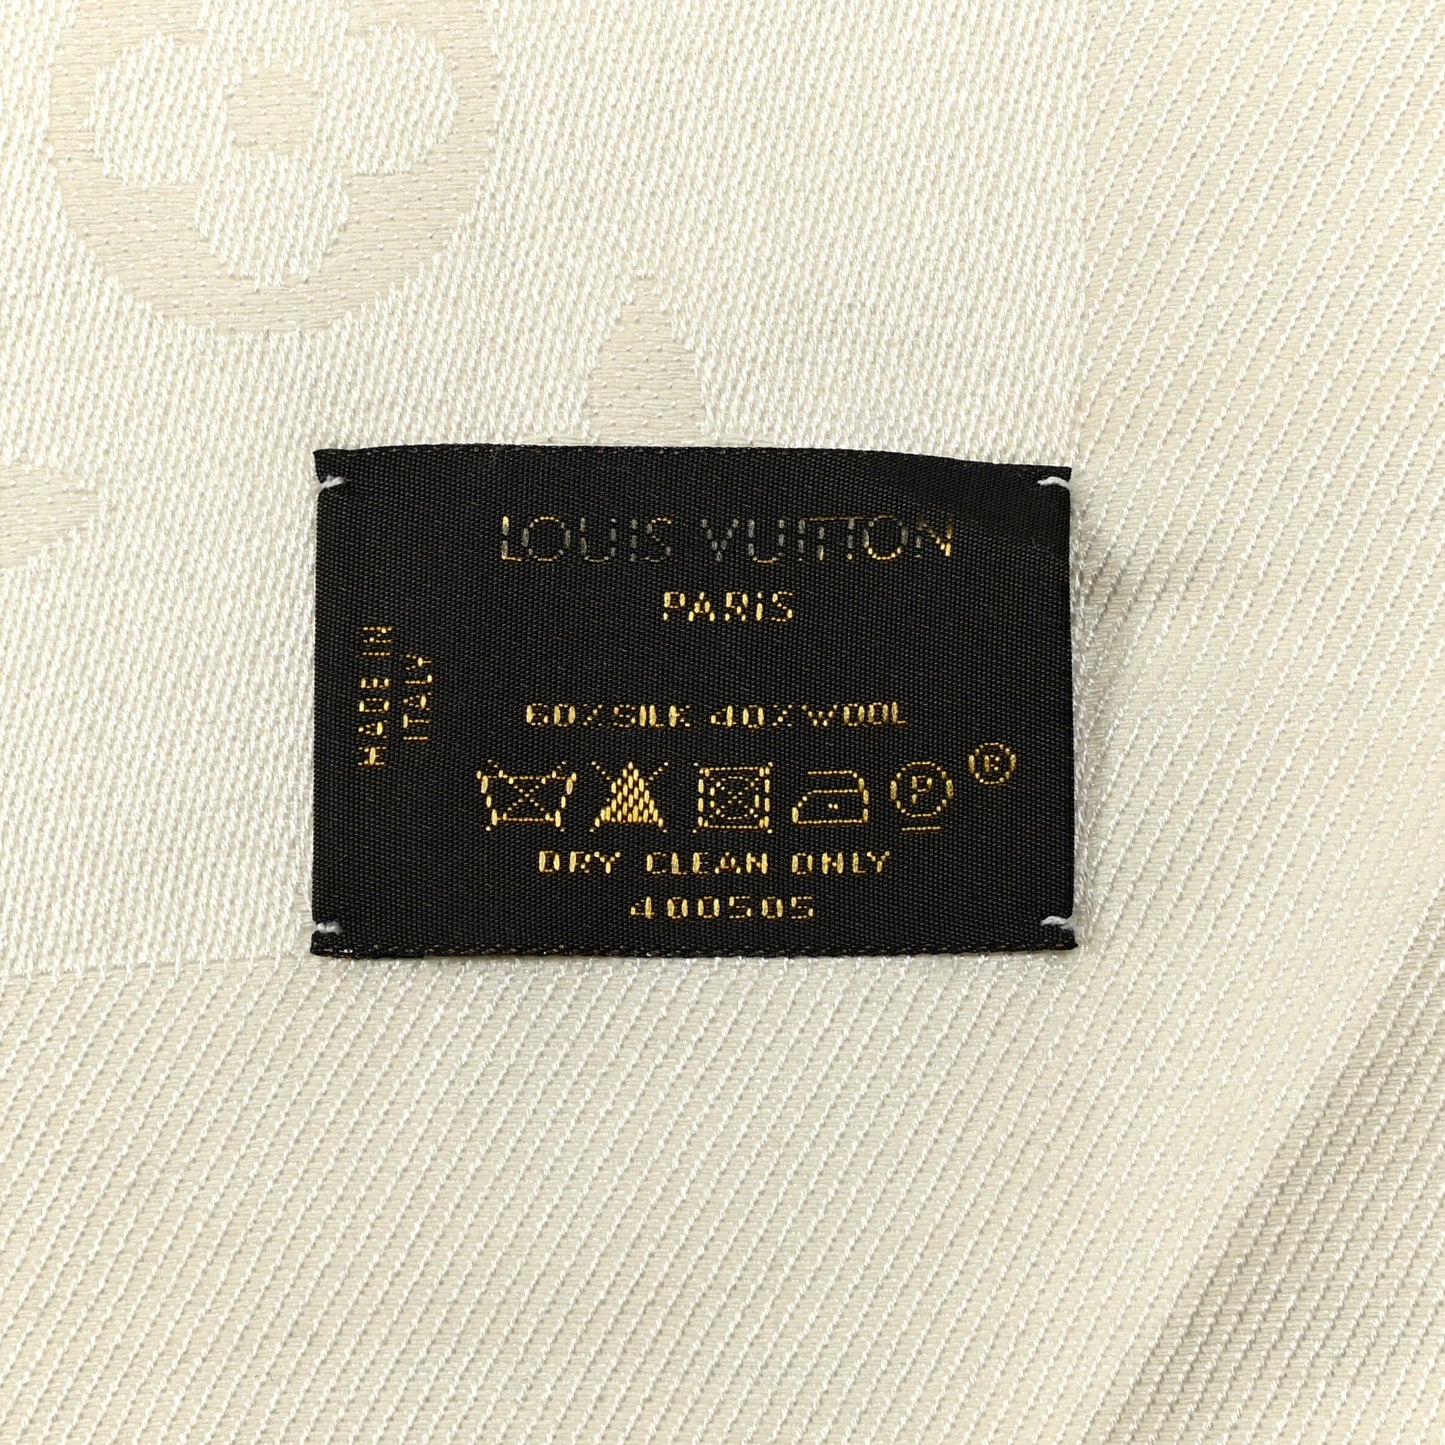 LOUIS VUITTON
PARiS
MADE IN
ITALY
60% SILK 40% WOOL
P
®
DRY CLEAN ONLY
400505